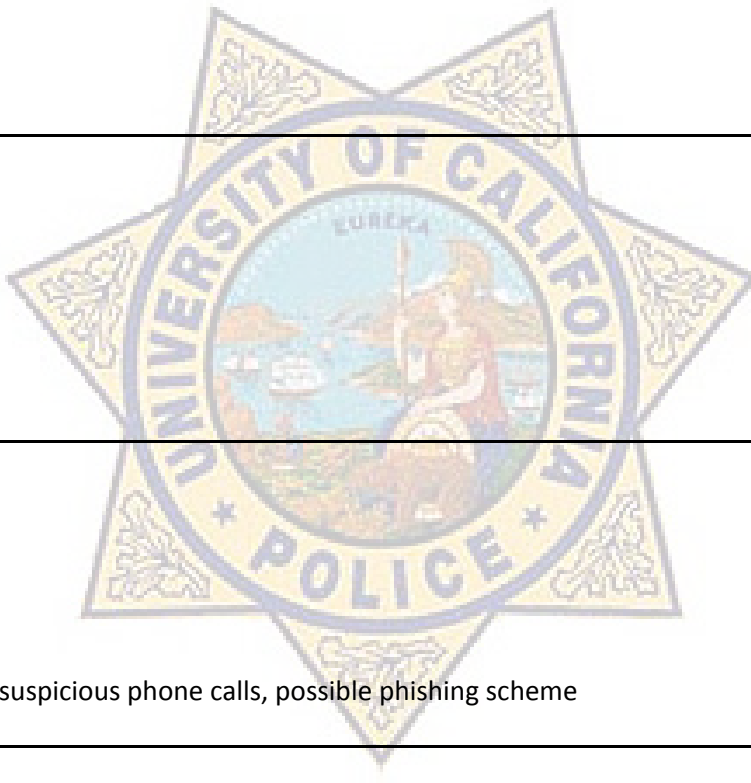 UNIVERSITY OF CALIFORNIA
EUREKA
POLICE
suspicious phone calls, possible phishing scheme